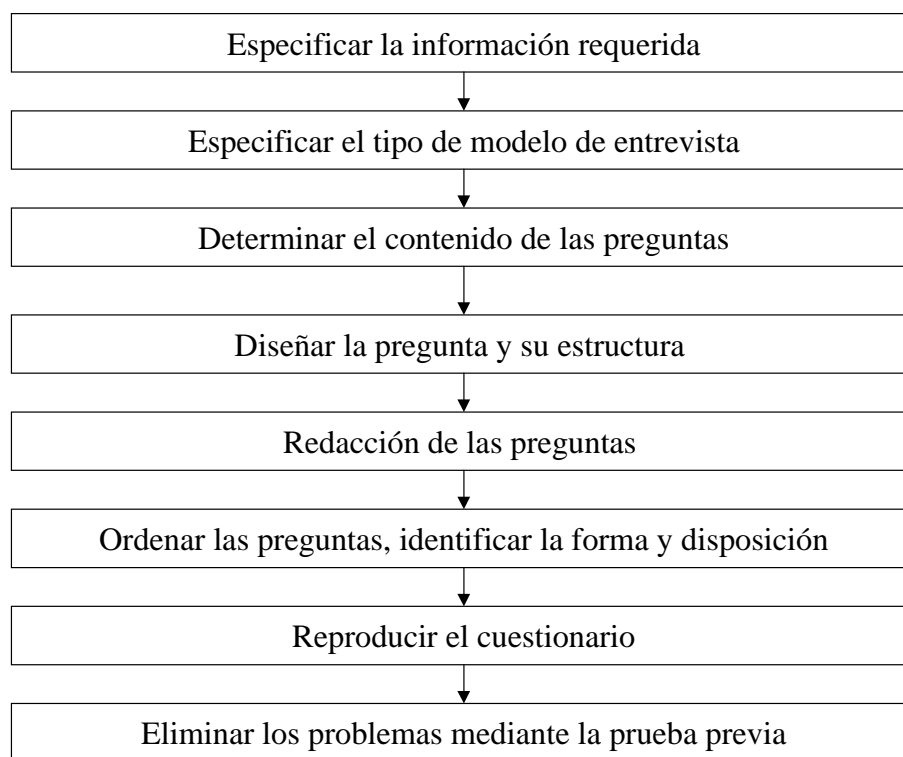 Especificar la información requerida
Especificar el tipo de modelo de entrevista
Determinar el contenido de las preguntas
Diseñar la pregunta y su estructura
Redacción de las preguntas
Ordenar las preguntas, identificar la forma y disposición
Reproducir el cuestionario
Eliminar los problemas mediante la prueba previa